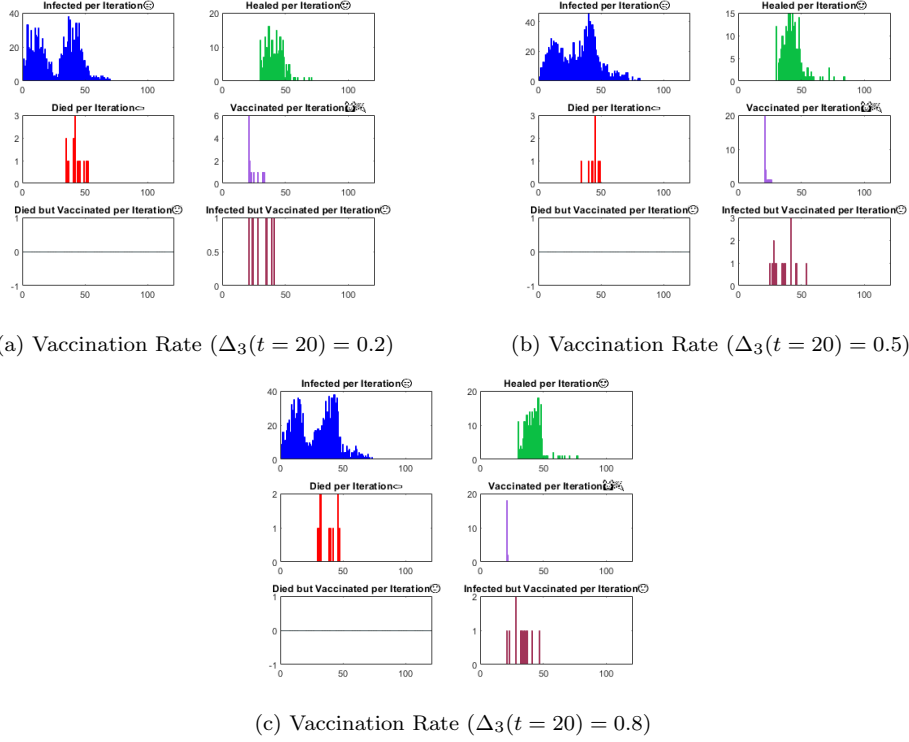 Infected per Iteration😑
40
20
0
0 50 100
Healed per Iteration😍
20
10
0
0 50 100
Died per Iteration⚰
3
2
1
0
0 50 100
Vaccinated per Iteration🙌🎉
6
4
2
0
0 50 100
Died but Vaccinated per Iteration😕
1
0
-1
0 50 100
Infected but Vaccinated per Iteration😕
1
0.5
0
0 50 100
(a) Vaccination Rate (Δ₃(t = 20) = 0.2)
Infected per Iteration😑
40
20
0
0 50 100
Healed per Iteration😍
15
10
5
0
0 50 100
Died per Iteration⚰
3
2
1
0
0 50 100
Vaccinated per Iteration🙌🎉
20
10
0
0 50 100
Died but Vaccinated per Iteration😕
1
0
-1
0 50 100
Infected but Vaccinated per Iteration😕
3
2
1
0
0 50 100
(b) Vaccination Rate (Δ₃(t = 20) = 0.5)
Infected per Iteration😑
40
20
0
0 50 100
Healed per Iteration😍
20
10
0
0 50 100
Died per Iteration⚰
2
1
0
0 50 100
Vaccinated per Iteration🙌🎉
20
10
0
0 50 100
Died but Vaccinated per Iteration😕
1
0
-1
0 50 100
Infected but Vaccinated per Iteration😕
2
1
0
0 50 100
(c) Vaccination Rate (Δ₃(t = 20) = 0.8)